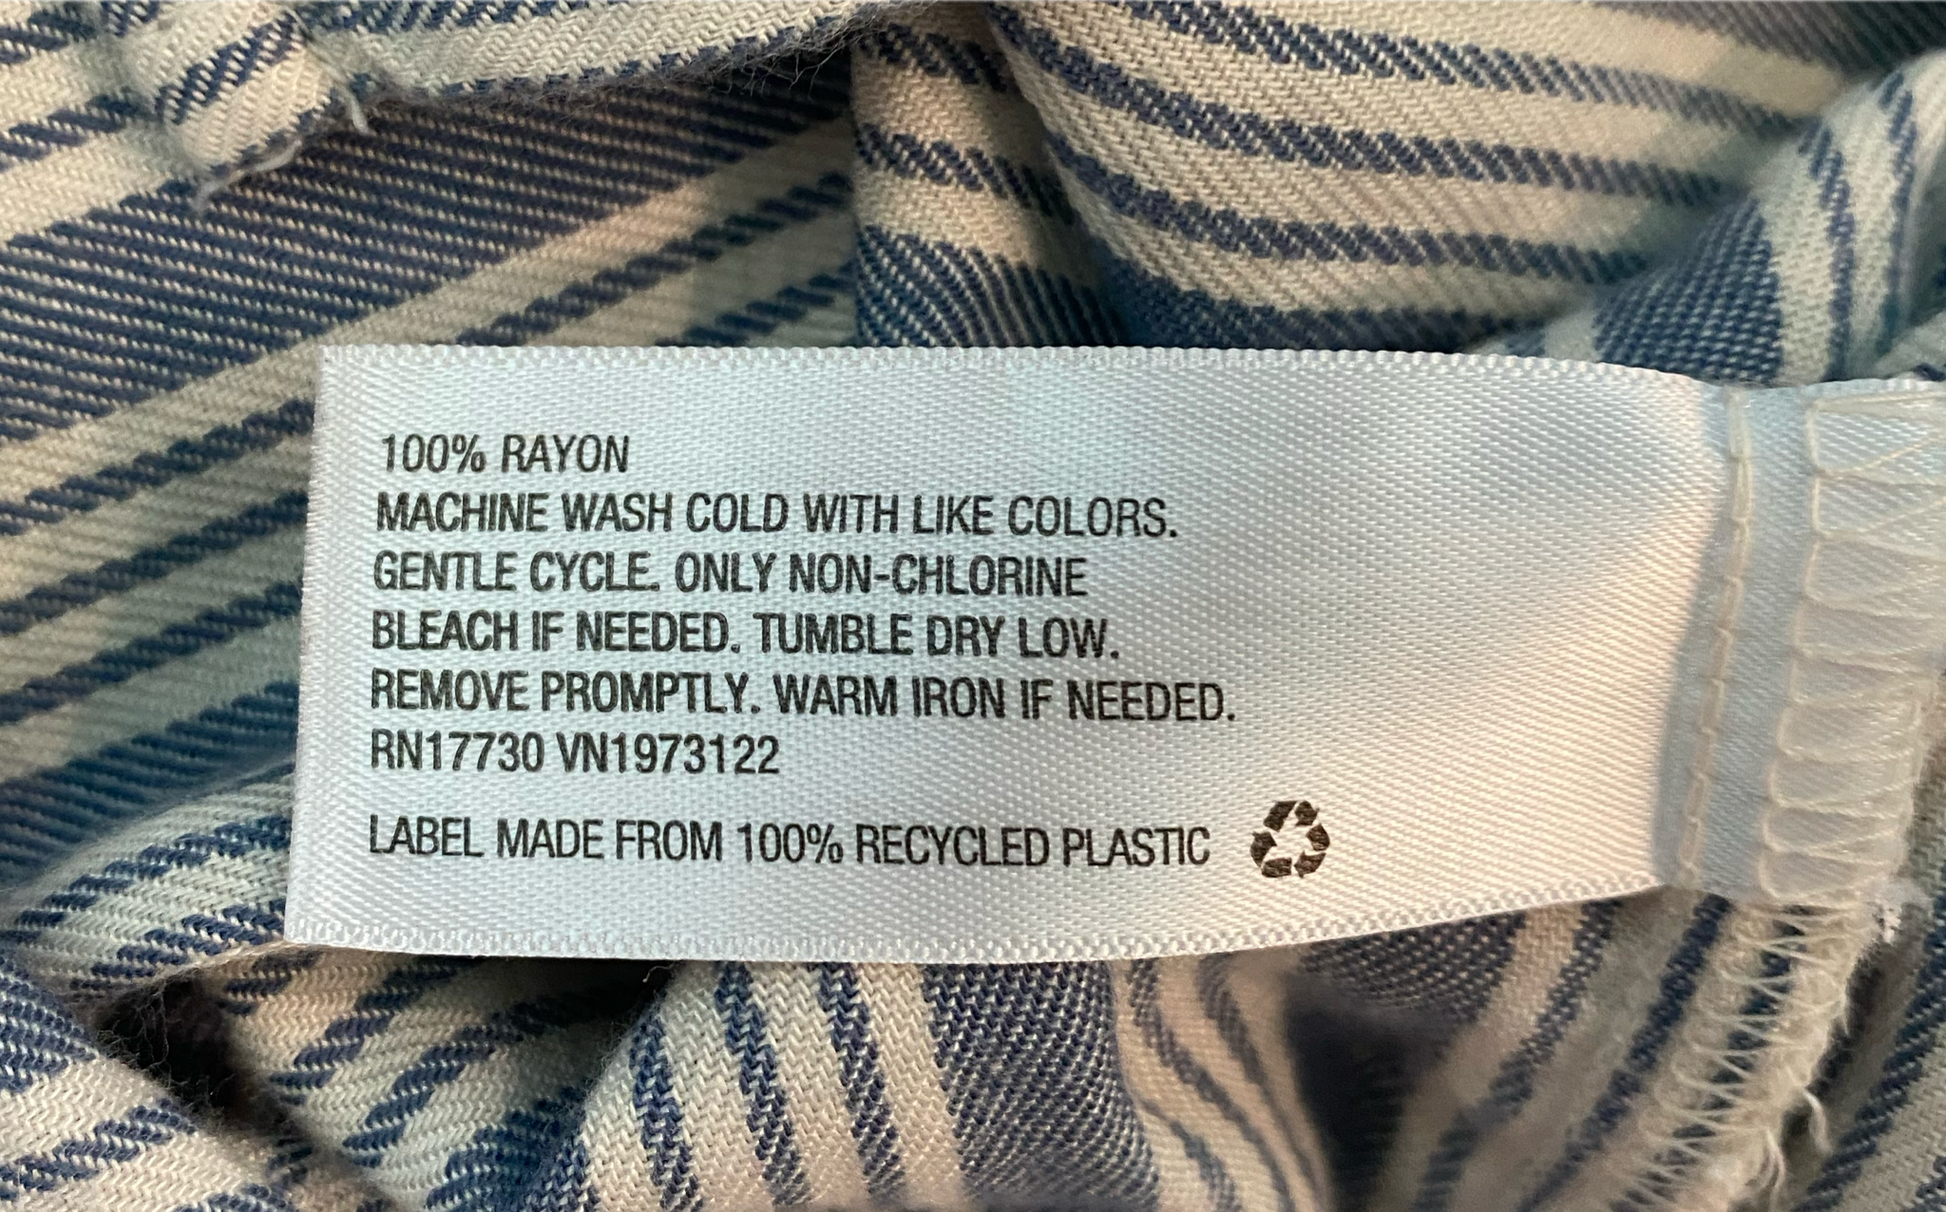 100% RAYON
MACHINE WASH COLD WITH LIKE COLORS.
GENTLE CYCLE. ONLY NON-CHLORINE
BLEACH IF NEEDED. TUMBLE DRY LOW.
REMOVE PROMPTLY. WARM IRON IF NEEDED.
RN17730 VN1973122
LABEL MADE FROM 100% RECYCLED PLASTIC